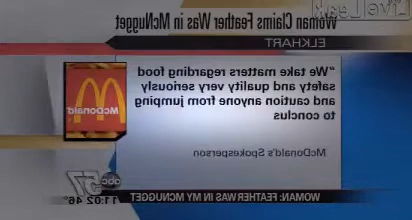 LiveLeak
Woman Claims Feather Was in McNugget
ELKHART
"We take matters regarding food
safety and quality very seriously
and caution anyone from jumping
to conclus
McDonald's Spokesperson
McDonald'
abc 57
11:02 46°
WOMAN: FEATHER WAS IN MY MCNUGGET